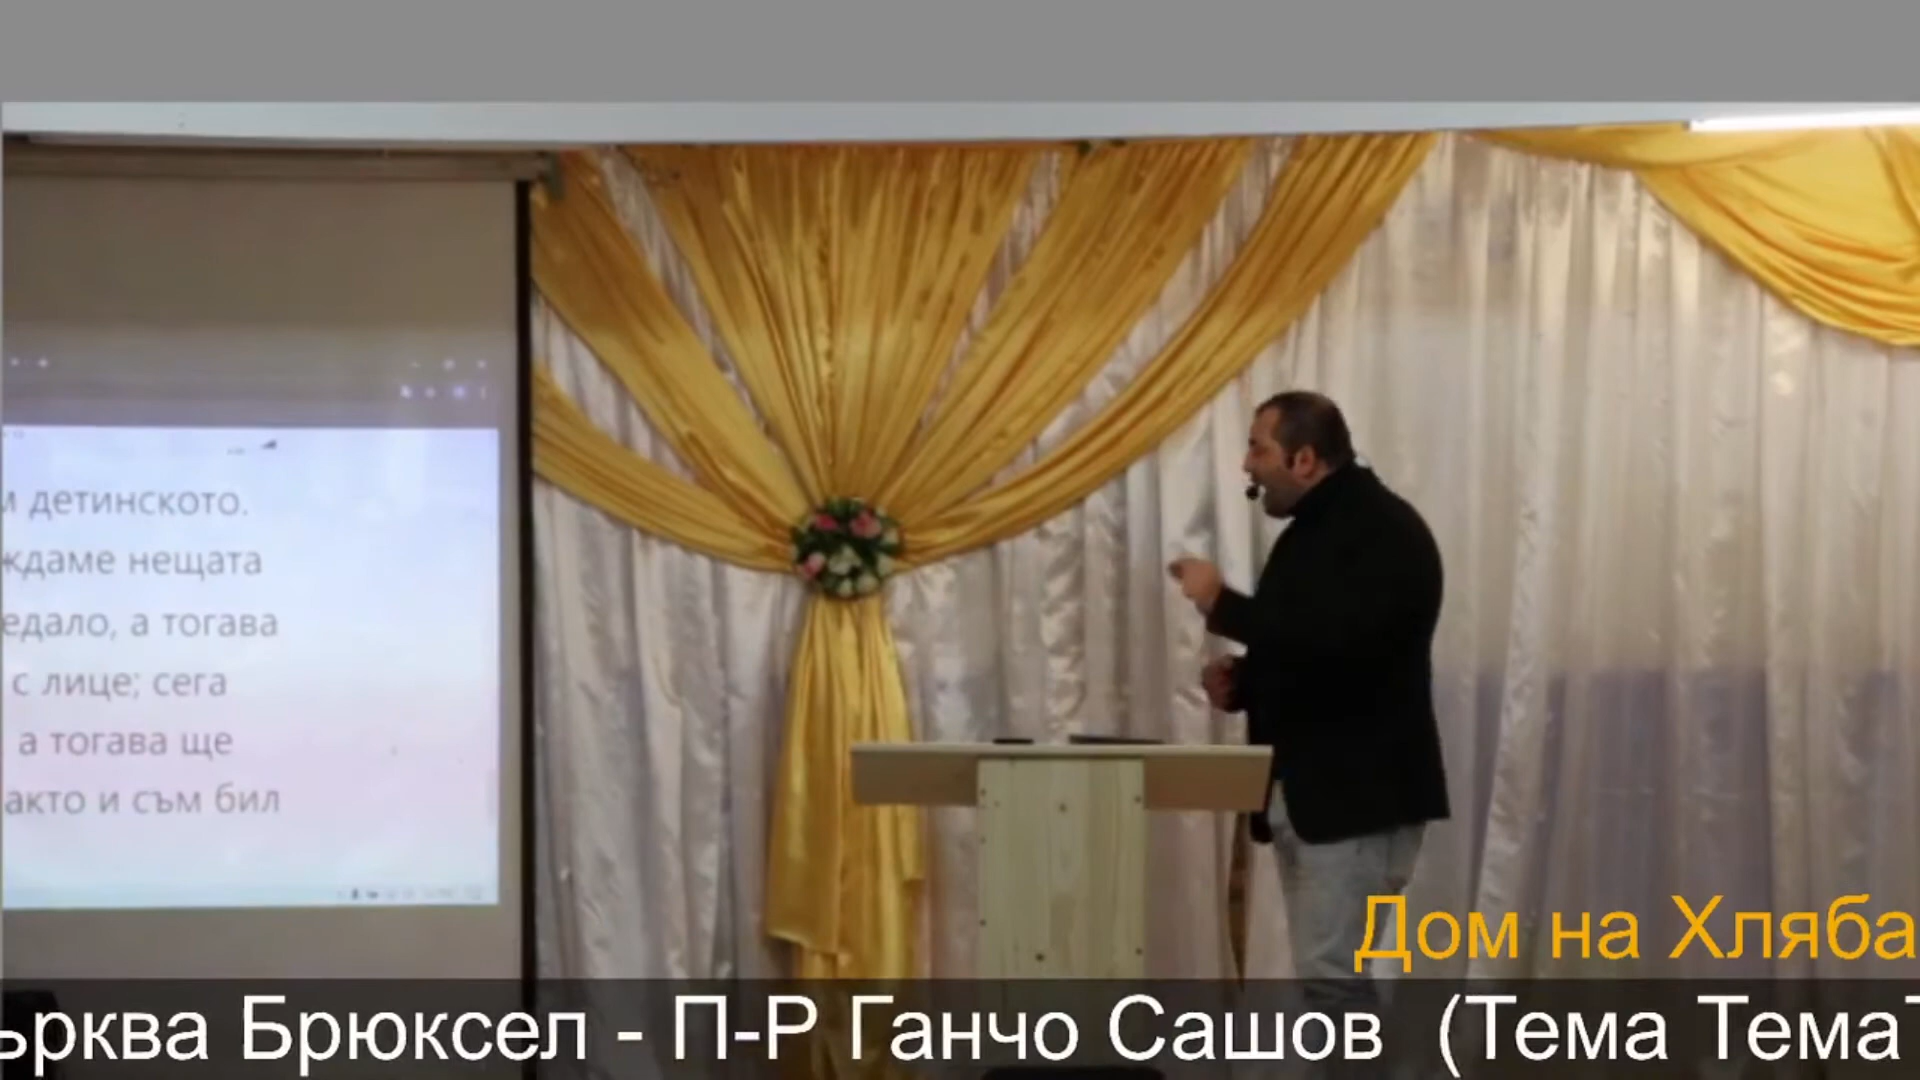 детинското.
ждаме нещата
едало, а тогава
с лице; сега
а тогава ще
акто и съм бил
Дом на Хляба
ърква Брюксел - П-Р Ганчо Сашов (Тема Тема